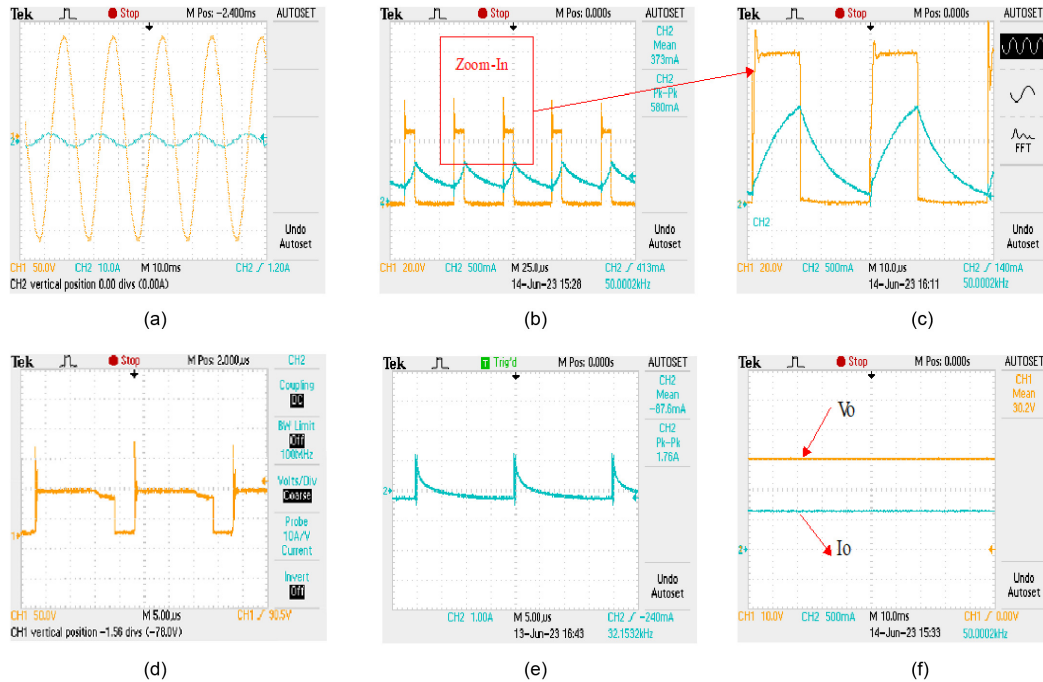 Tek Stop M Pos: -2.400ms AUTOSET
1
2
Undo
Autoset
CH1 50.0V CH2 10.0A M 10.0ms CH2 1.20A
CH2 vertical position 0.00 divs (0.00A)
(a)
Tek Stop M Pos: 0.000s AUTOSET
CH2
Mean
373mA
CH2
Pk-Pk
580mA
Zoom-In
2
Undo
Autoset
CH1 20.0V CH2 500mA M 25.0µs CH2 413mA
14-Jun-23 15:28 50.0002kHz
(b)
Tek Stop M Pos: 0.000s AUTOSET
FFT
2
CH2
Undo
Autoset
CH1 20.0V CH2 500mA M 10.0µs CH2 140mA
14-Jun-23 16:11 50.0002kHz
(c)
Tek Stop M Pos: 2.000µs CH2
Coupling
DC
BW Limit
Off
100MHz
Volts/Div
Coarse
Probe
10A/V
Current
Invert
Off
1
CH1 50.0V M 5.00µs CH1 90.5V
CH1 vertical position -1.56 divs (-78.0V)
(d)
Tek T Trig'd M Pos: 0.000s AUTOSET
CH2
Mean
-87.6mA
CH2
Pk-Pk
1.76A
2
Undo
Autoset
CH2 1.00A M 5.00µs CH2 -240mA
13-Jun-23 16:43 32.1532kHz
(e)
Tek Stop M Pos: 0.000s AUTOSET
CH1
Mean
30.2V
Vo
Io
2
Undo
Autoset
CH1 10.0V CH2 500mA M 10.0ms CH1 0.00V
14-Jun-23 15:33 50.0002kHz
(f)